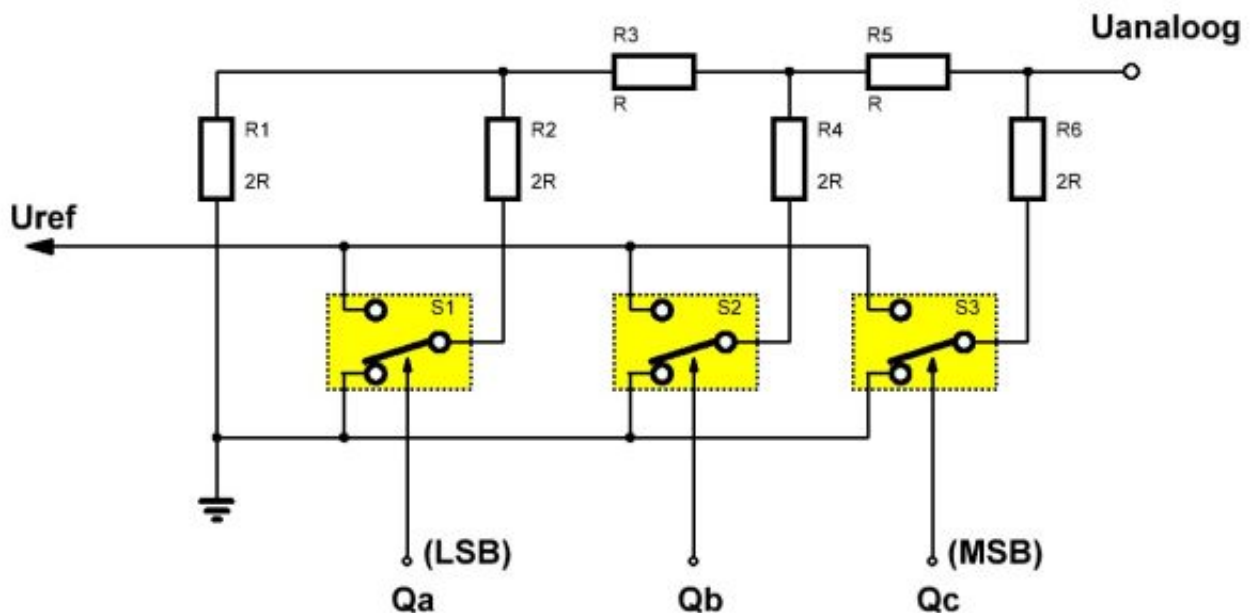 Uanaloog
R3
R5
R
R
R1
2R
R2
2R
R4
2R
R6
2R
Uref
S1
S2
S3
(LSB)
(MSB)
Qa
Qb
Qc